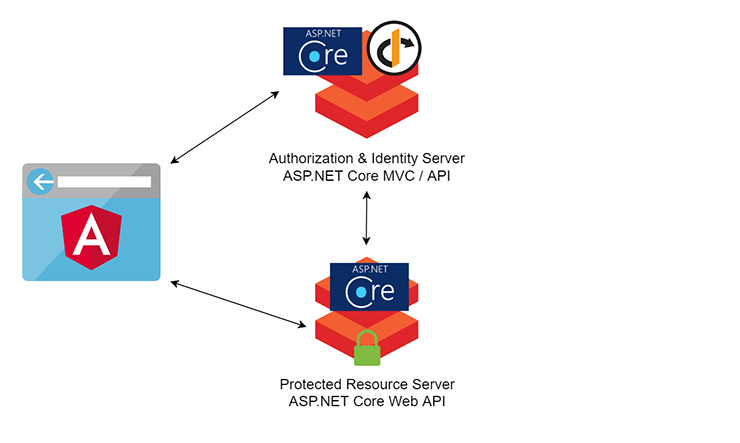 ASP.NET
Core
Authorization & Identity Server
ASP.NET Core MVC / API
A
ASP.NET
Core
Protected Resource Server
ASP.NET Core Web API